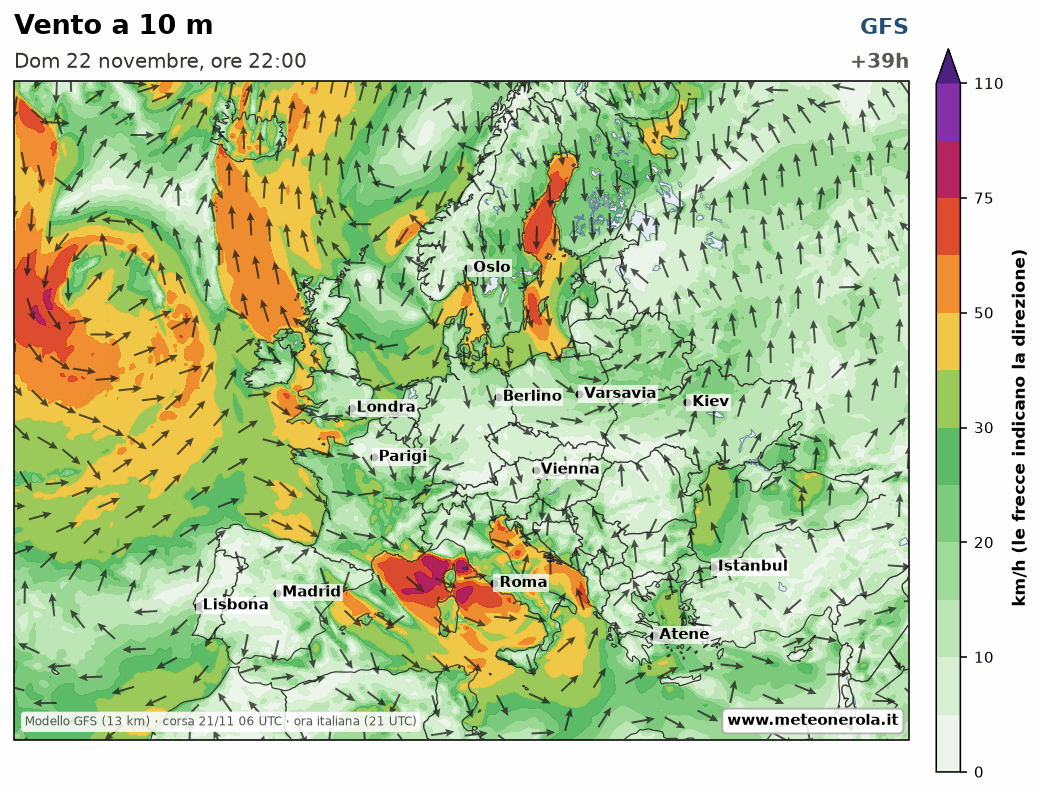 Vento a 10 m
GFS
Dom 22 novembre, ore 22:00
+39h
Oslo
Berlino
Varsavia
Kiev
Londra
Parigi
Vienna
Istanbul
Roma
Madrid
Lisbona
Atene
Modello GFS (13 km) · corsa 21/11 06 UTC · ora italiana (21 UTC)
www.meteonerola.it
110
75
50
30
20
10
0
km/h (le frecce indicano la direzione)